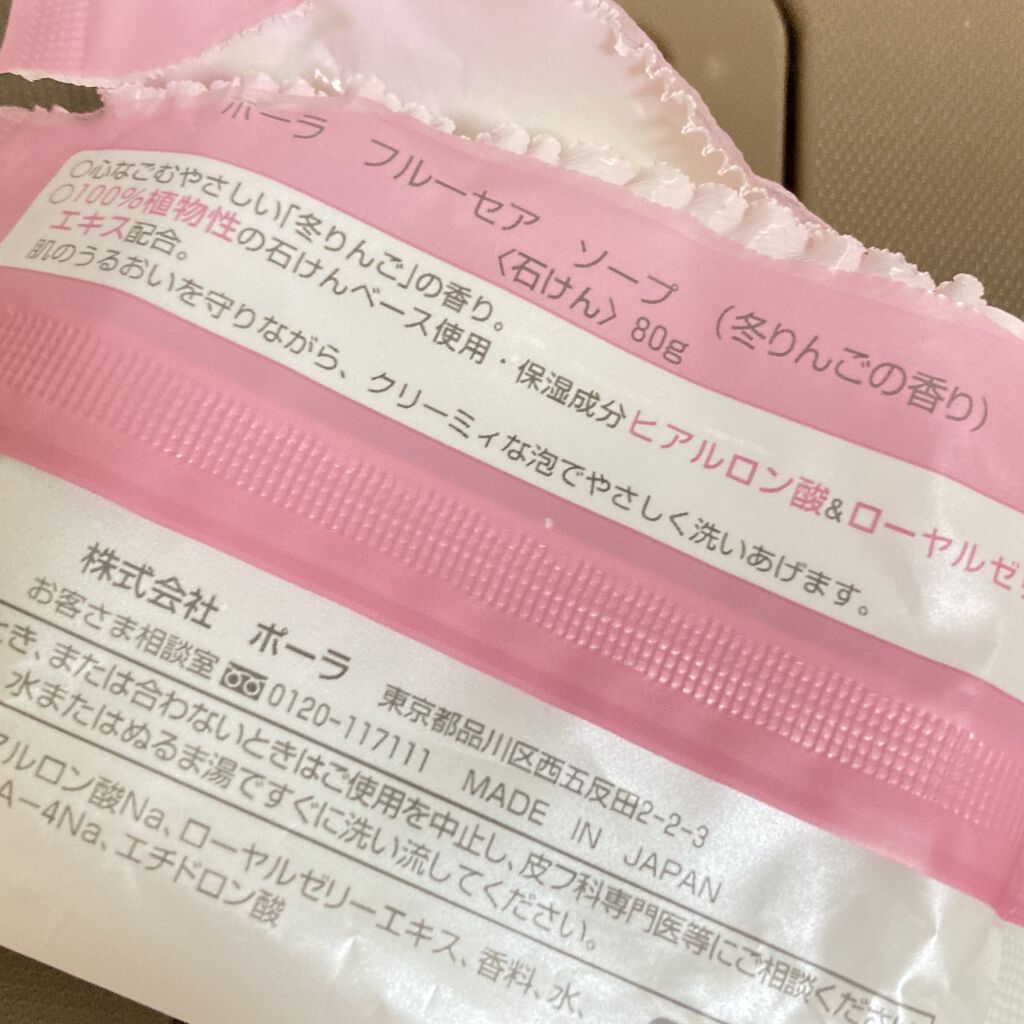 ポーラ フルーセア ソープ (冬りんごの香り)
〈石けん〉80g
○心なごむやさしい「冬りんご」の香り。
○100%植物性の石けんベース使用・保湿成分ヒアルロン酸&ローヤルゼ
エキス配合。
肌のうるおいを守りながら、クリーミィな泡でやさしく洗いあげます。
株式会社 ポーラ 東京都品川区西五反田2-2-3
お客さま相談室 0120-117111 MADE IN JAPAN
とき、または合わないときはご使用を中止し、皮フ科専門医等にご相談ください
水またはぬるま湯ですぐに洗い流してください。
アルロン酸Na、ローヤルゼリーエキス、香料、水、
A-4Na、エチドロン酸